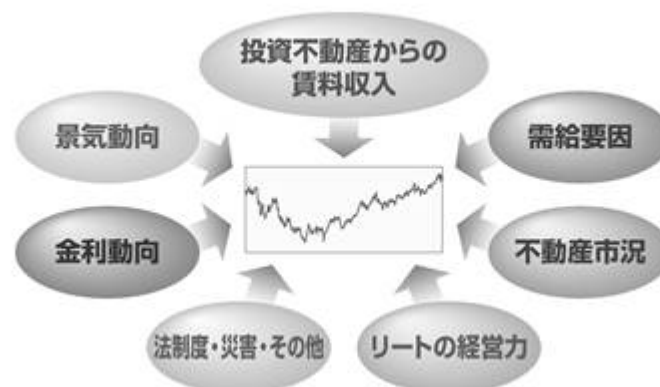 投資不動産からの
賃料収入
景気動向
需給要因
金利動向
不動産市況
法制度・災害・その他
リートの経営力